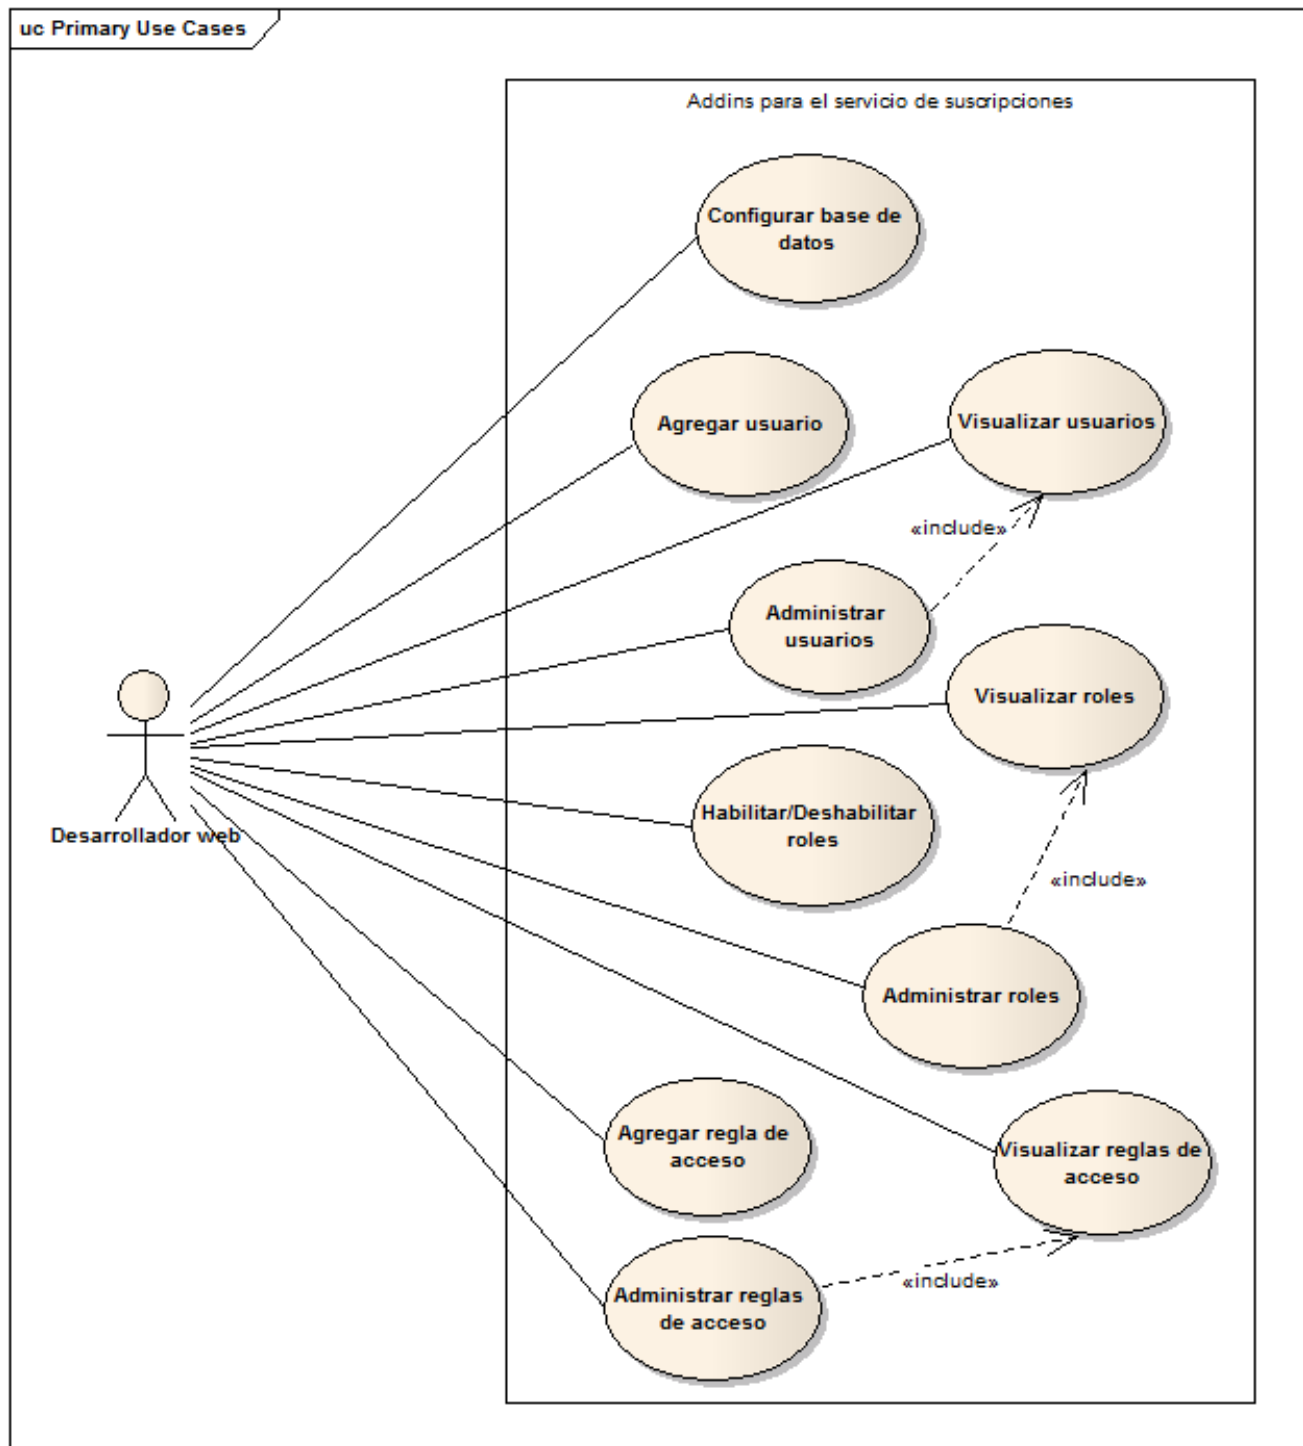 uc Primary Use Cases
Addins para el servicio de suscripciones
Configurar base de
datos
Agregar usuario
Visualizar usuarios
«include»
Administrar
usuarios
Visualizar roles
Habilitar/Deshabilitar
roles
Desarrollador web
«include»
Administrar roles
Agregar regla de
acceso
Visualizar reglas de
acceso
«include»
Administrar reglas
de acceso